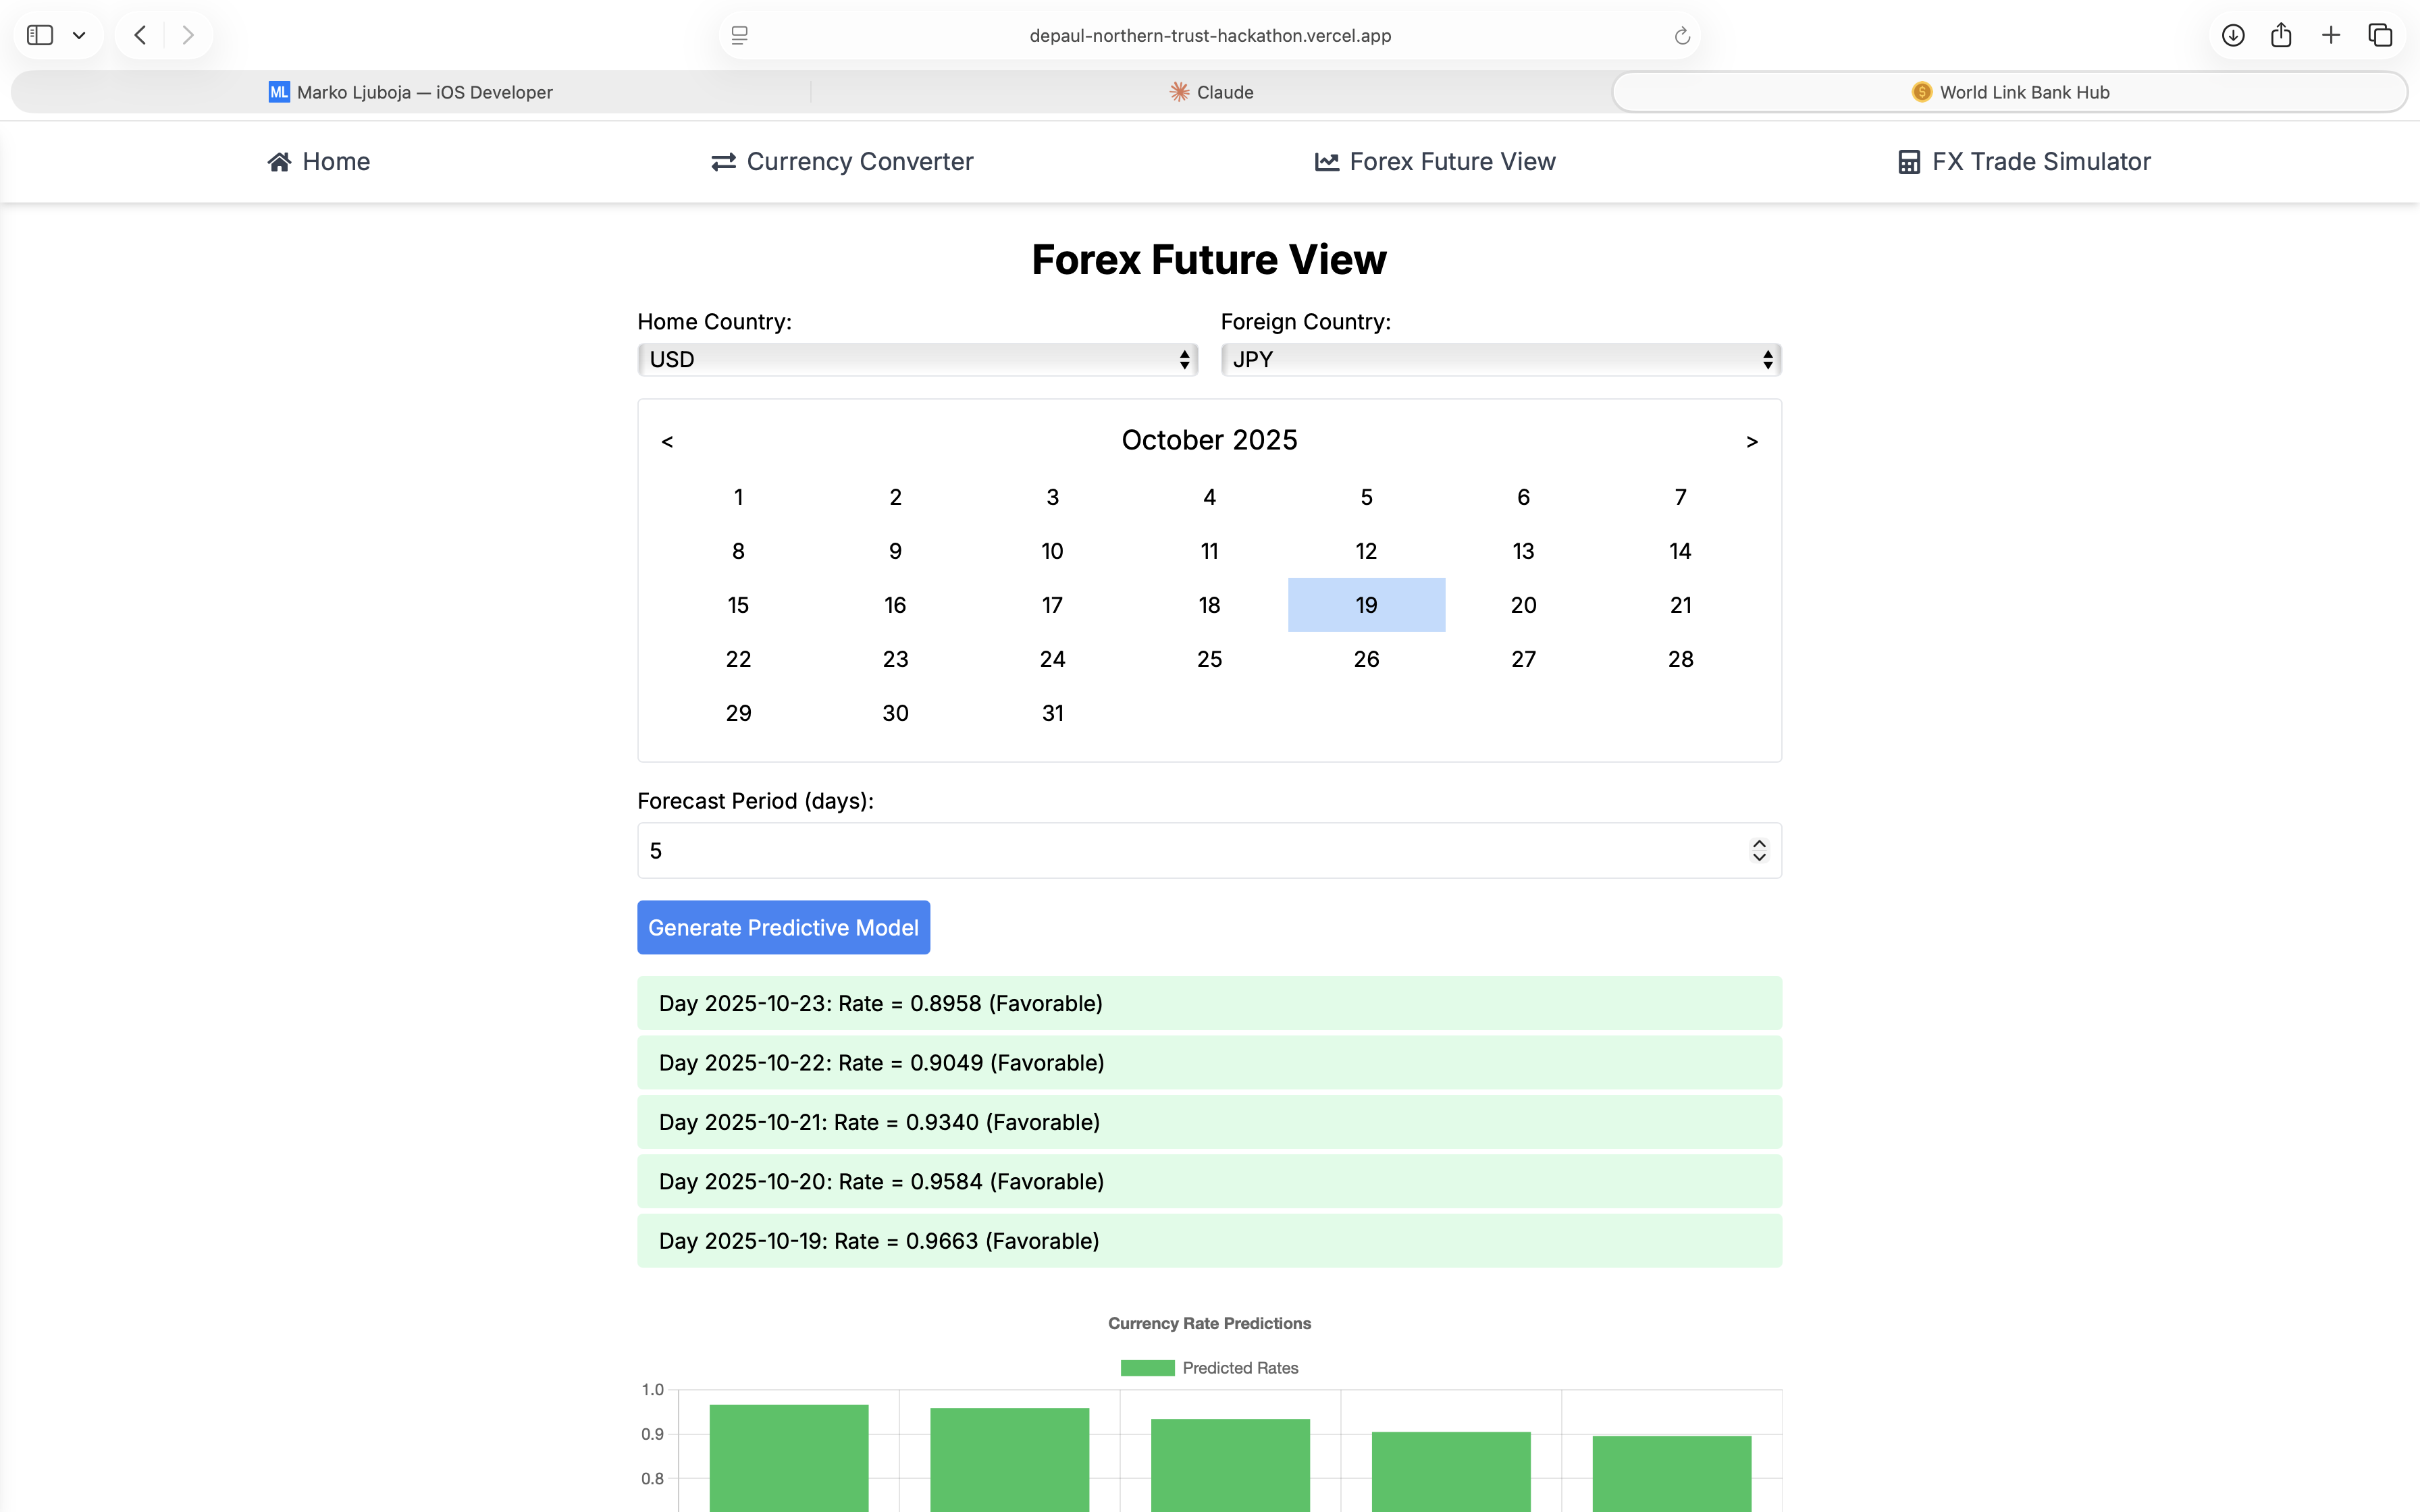 depaul-northern-trust-hackathon.vercel.app
ML Marko Ljuboja — iOS Developer
Claude
World Link Bank Hub
Home
Currency Converter
Forex Future View
FX Trade Simulator
Forex Future View
Home Country:
Foreign Country:
USD
JPY
< October 2025 >
1 2 3 4 5 6 7
8 9 10 11 12 13 14
15 16 17 18 19 20 21
22 23 24 25 26 27 28
29 30 31
Forecast Period (days):
5
Generate Predictive Model
Day 2025-10-23: Rate = 0.8958 (Favorable)
Day 2025-10-22: Rate = 0.9049 (Favorable)
Day 2025-10-21: Rate = 0.9340 (Favorable)
Day 2025-10-20: Rate = 0.9584 (Favorable)
Day 2025-10-19: Rate = 0.9663 (Favorable)
Currency Rate Predictions
Predicted Rates
1.0
0.9
0.8